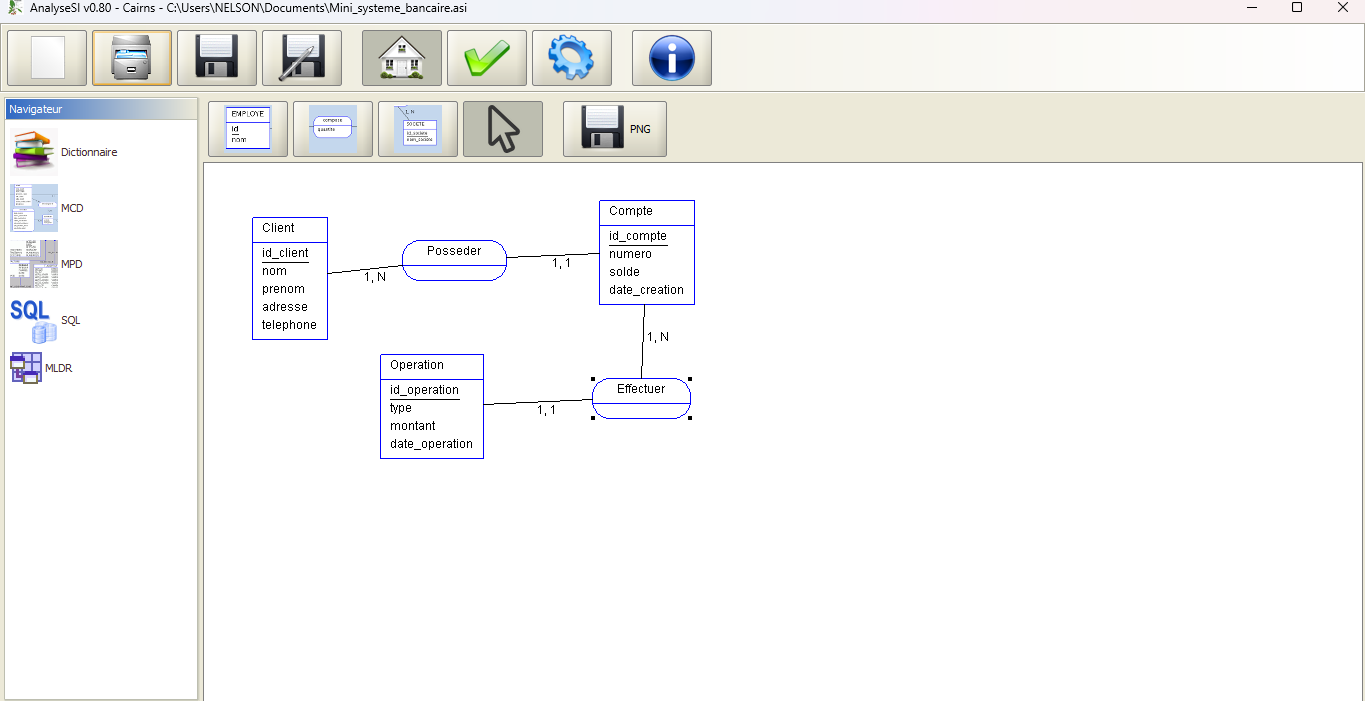 AnalyseSI v0.80 - Cairns - C:\Users\NELSON\Documents\Mini_systeme_bancaire.asi
Navigateur
Dictionnaire
MCD
MPD
SQL
SQL
MLDR
EMPLOYE
id
nom
compose
quantite
1, N
SOCIETE
id_societe
PNG
Client
id_client
nom
prenom
adresse
telephone
1, N
Posseder
1, 1
Compte
id_compte
numero
solde
date_creation
1, N
Effectuer
1, 1
Operation
id_operation
type
montant
date_operation